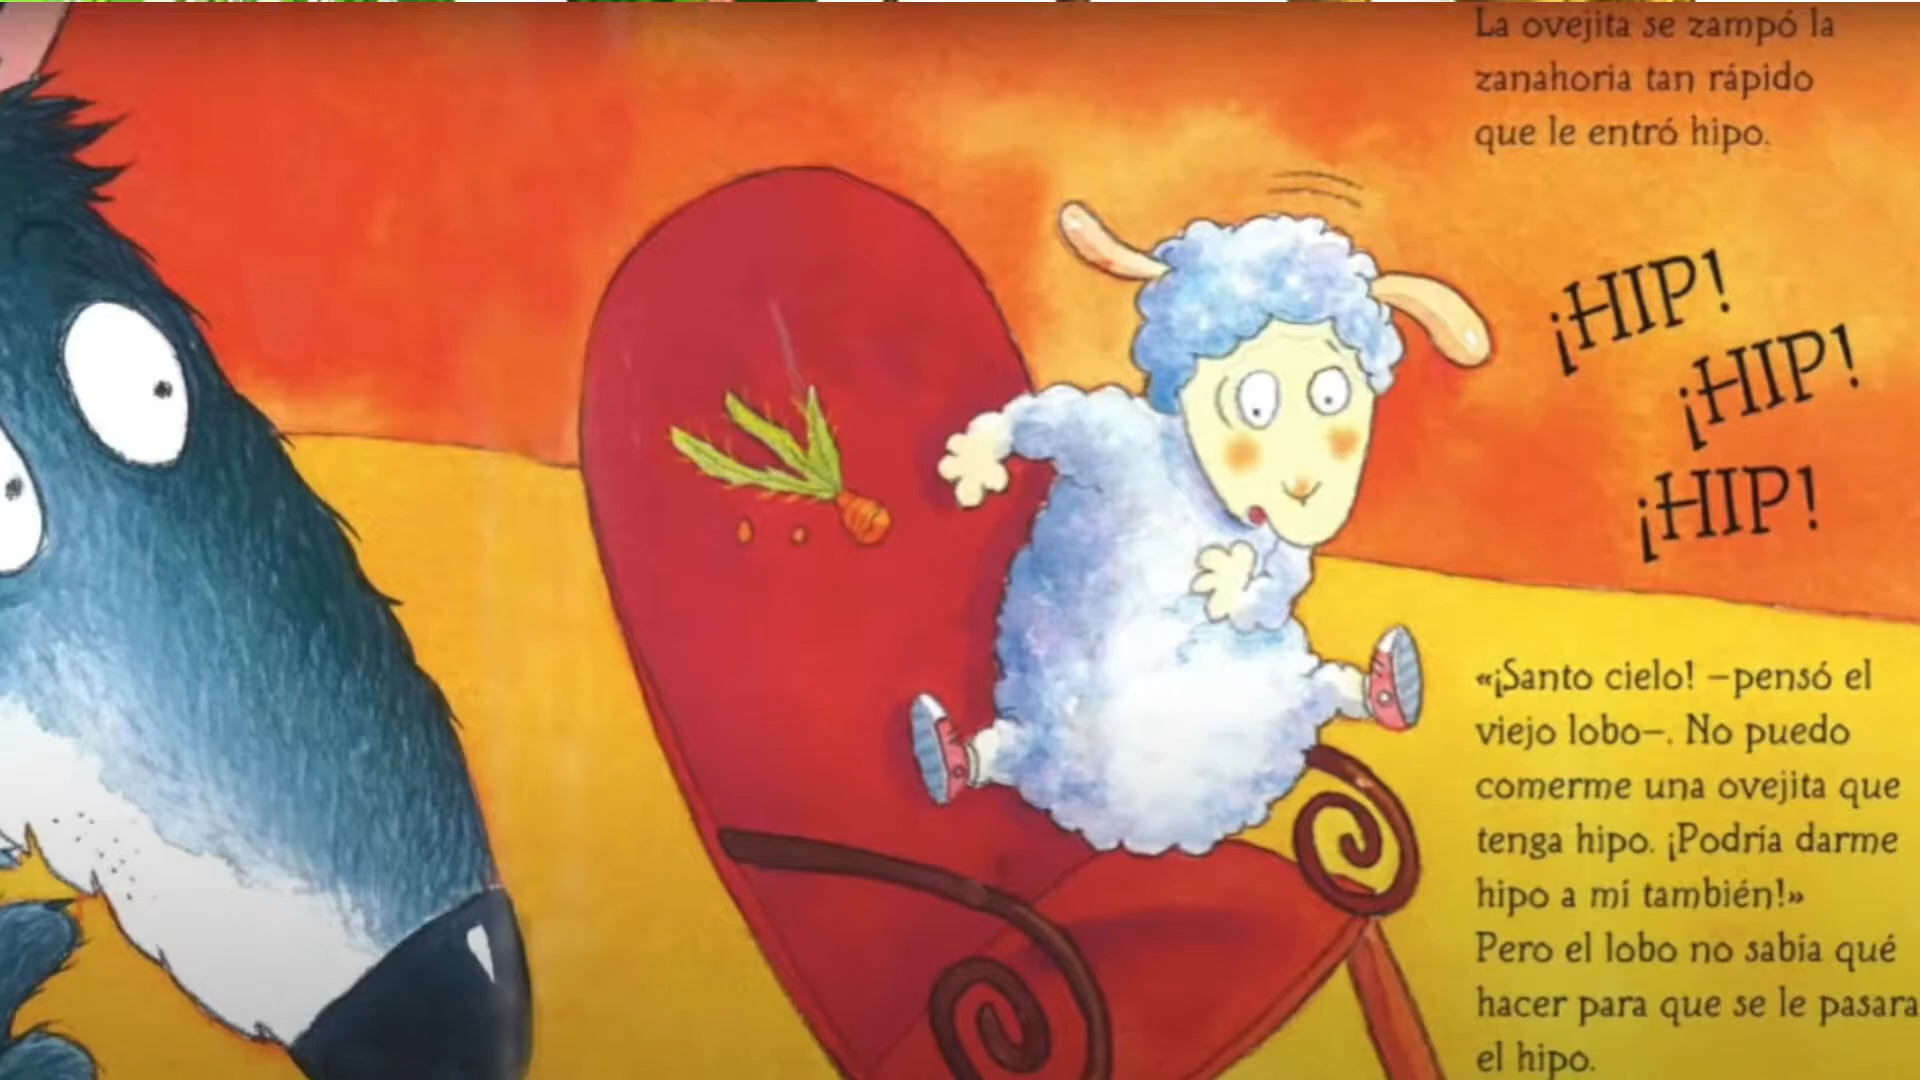 La ovejita se zampó la
zanahoria tan rápido
que le entró hipo.
¡HIP!
¡HIP!
¡HIP!
«¡Santo cielo! –pensó el
viejo lobo–. No puedo
comerme una ovejita que
tenga hipo. ¡Podría darme
hipo a mí también!»
Pero el lobo no sabía qué
hacer para que se le pasara
el hipo.